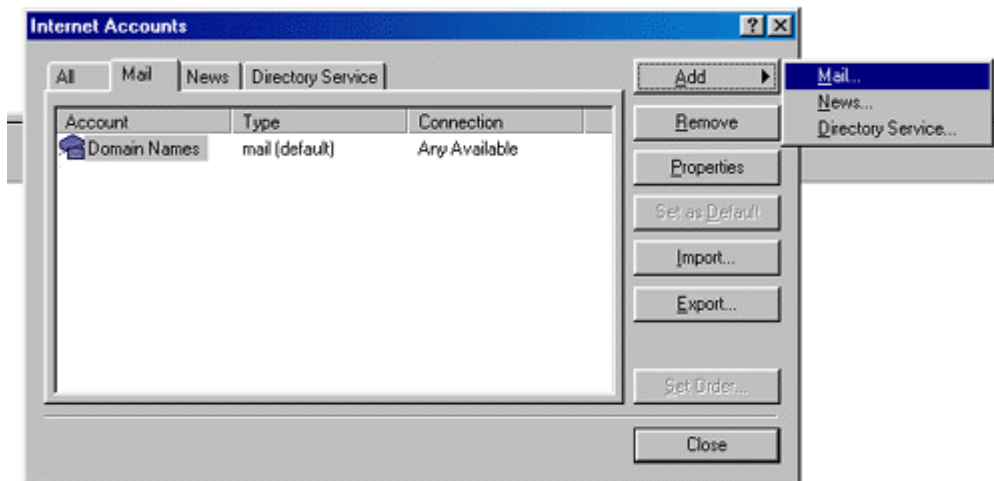 Internet Accounts
All Mail News Directory Service
Account Type Connection
Domain Names mail (default) Any Available
Add
Remove
Properties
Set as Default
Import...
Export...
Set Order...
Close
Mail...
News...
Directory Service...